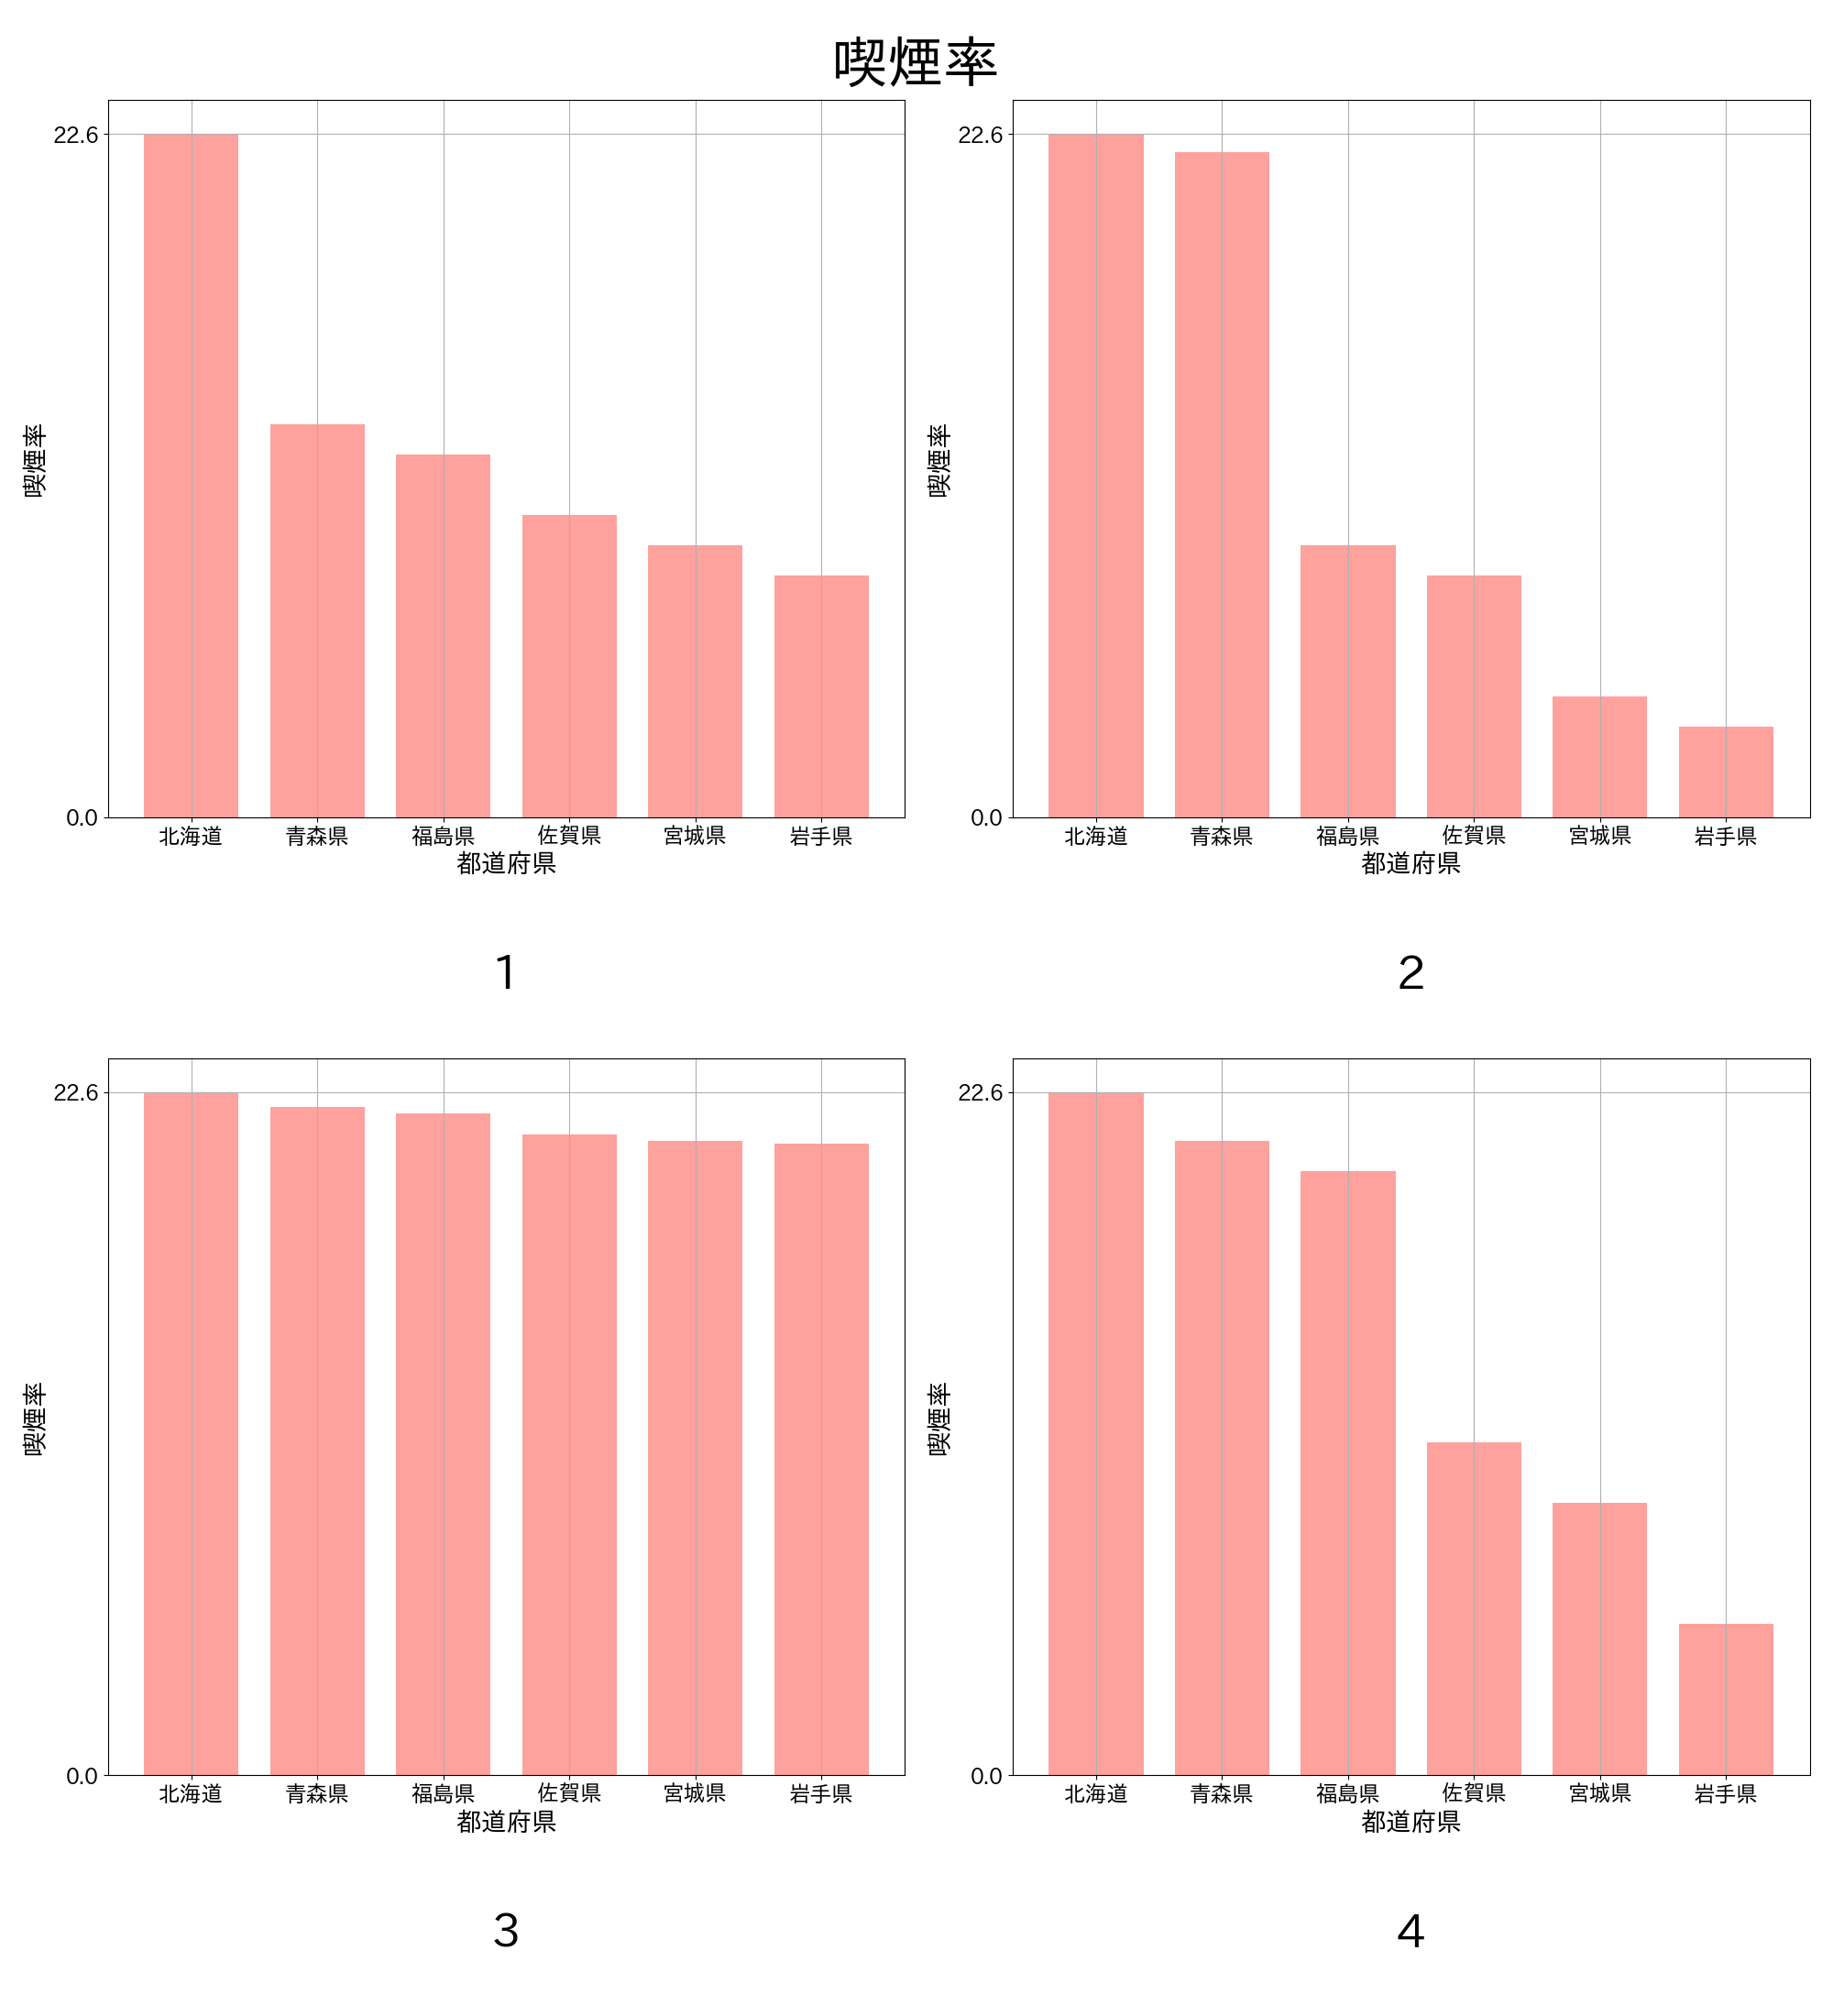 喫煙率
22.6
喫煙率
0.0
北海道 青森県 福島県 佐賀県 宮城県 岩手県
都道府県
1
22.6
喫煙率
0.0
北海道 青森県 福島県 佐賀県 宮城県 岩手県
都道府県
2
22.6
喫煙率
0.0
北海道 青森県 福島県 佐賀県 宮城県 岩手県
都道府県
3
22.6
喫煙率
0.0
北海道 青森県 福島県 佐賀県 宮城県 岩手県
都道府県
4